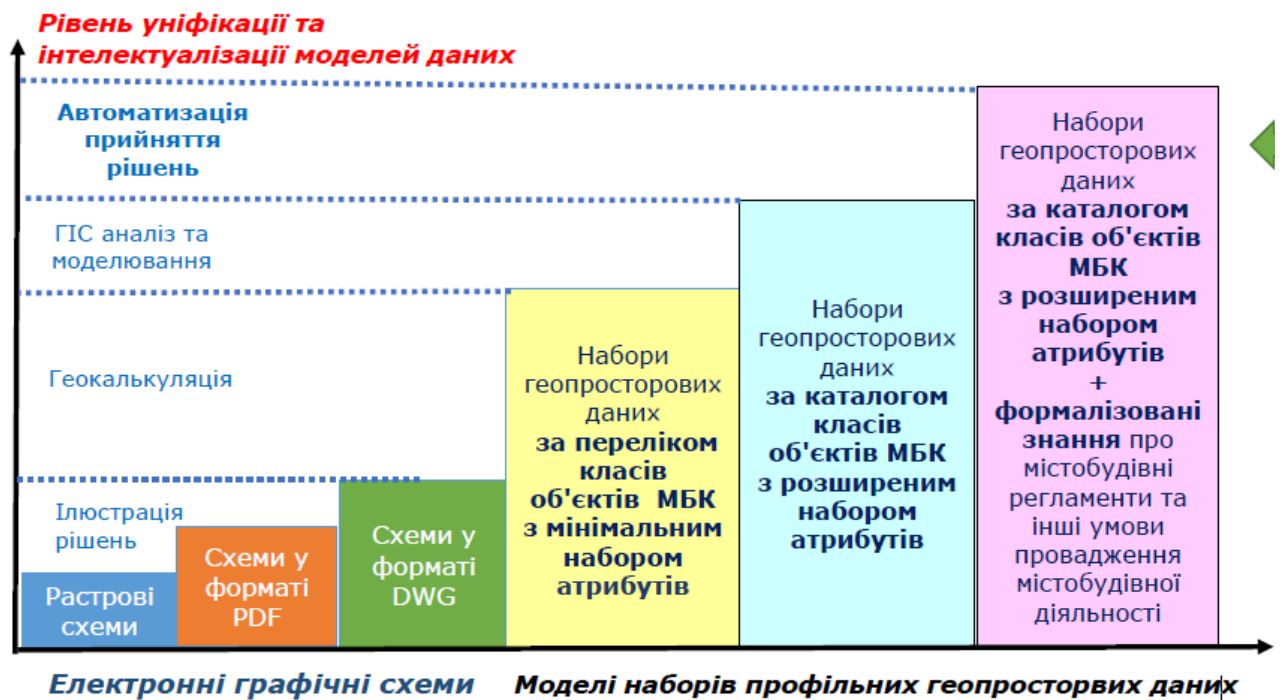 Рівень уніфікації та
інтелектуалізації моделей даних
Автоматизація
прийняття
рішень
ГІС аналіз та
моделювання
Геокалькуляція
Ілюстрація
рішень
Растрові
схеми
Схеми у
форматі
PDF
Схеми у
форматі
DWG
Набори
геопросторових
даних
за переліком
класів
об'єктів МБК
з мінімальним
набором
атрибутів
Набори
геопросторових
даних
за каталогом
класів
об'єктів МБК
з розширеним
набором
атрибутів
Набори
геопросторових
даних
за каталогом
класів об'єктів
МБК
з розширеним
набором
атрибутів
+
формалізовані
знання про
містобудівні
регламенти та
інші умови
провадження
містобудівної
діяльності
Електронні графічні схеми
Моделі наборів профільних геопросторвх даних